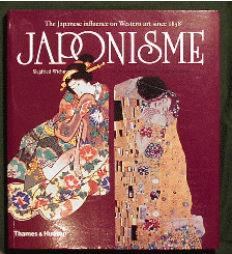 The Japanese influence on Western art since 1858
JAPONISME
Siegfried Wichmann
Thames & Hudson